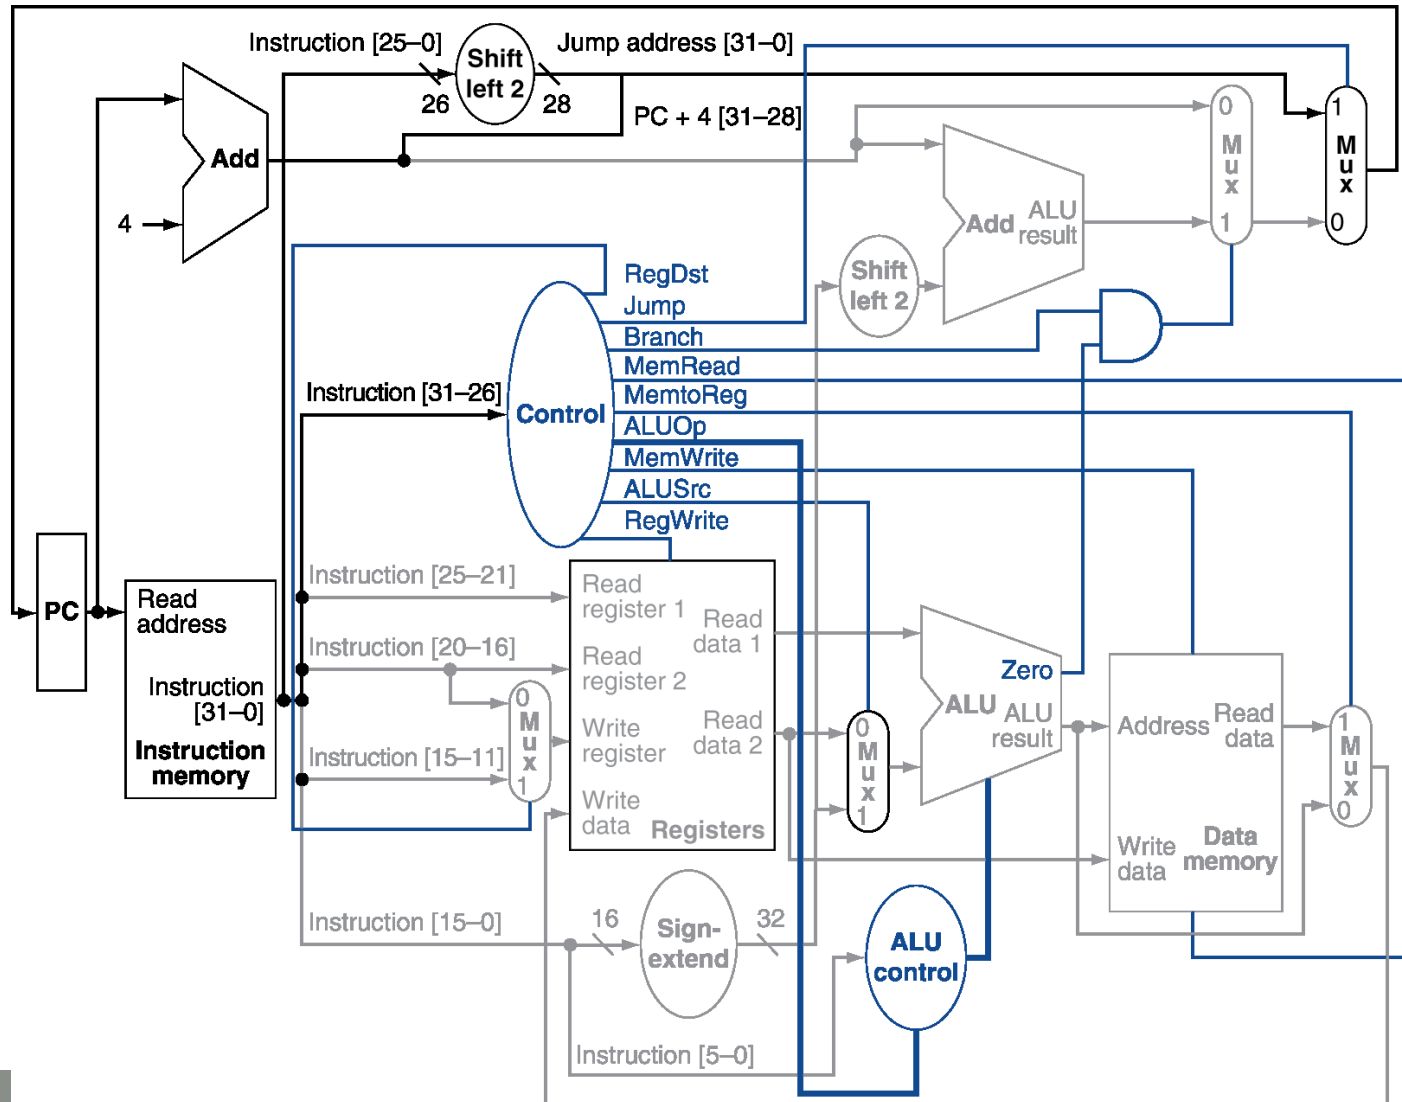 Instruction [25–0]
Shift
left 2
Jump address [31–0]
26
28
PC + 4 [31–28]
Add
4
0
M
u
x
1
1
M
u
x
0
Add
ALU
result
Shift
left 2
RegDst
Jump
Branch
MemRead
MemtoReg
ALUOp
MemWrite
ALUSrc
RegWrite
Instruction [31–26]
Control
PC
Read
address
Instruction
[31–0]
Instruction
memory
Instruction [25–21]
Instruction [20–16]
Instruction [15–11]
0
M
u
x
1
Read
register 1
Read
register 2
Write
register
Write
data
Read
data 1
Read
data 2
Registers
0
M
u
x
1
Zero
ALU
ALU
result
Address
Read
data
Write
data
Data
memory
1
M
u
x
0
Instruction [15–0]
16
Sign-
extend
32
ALU
control
Instruction [5–0]